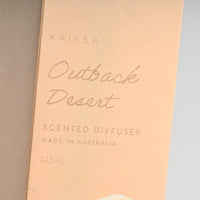 KAISER
Outback
Desert
SCENTED DIFFUSER
MADE IN AUSTRALIA
145mL